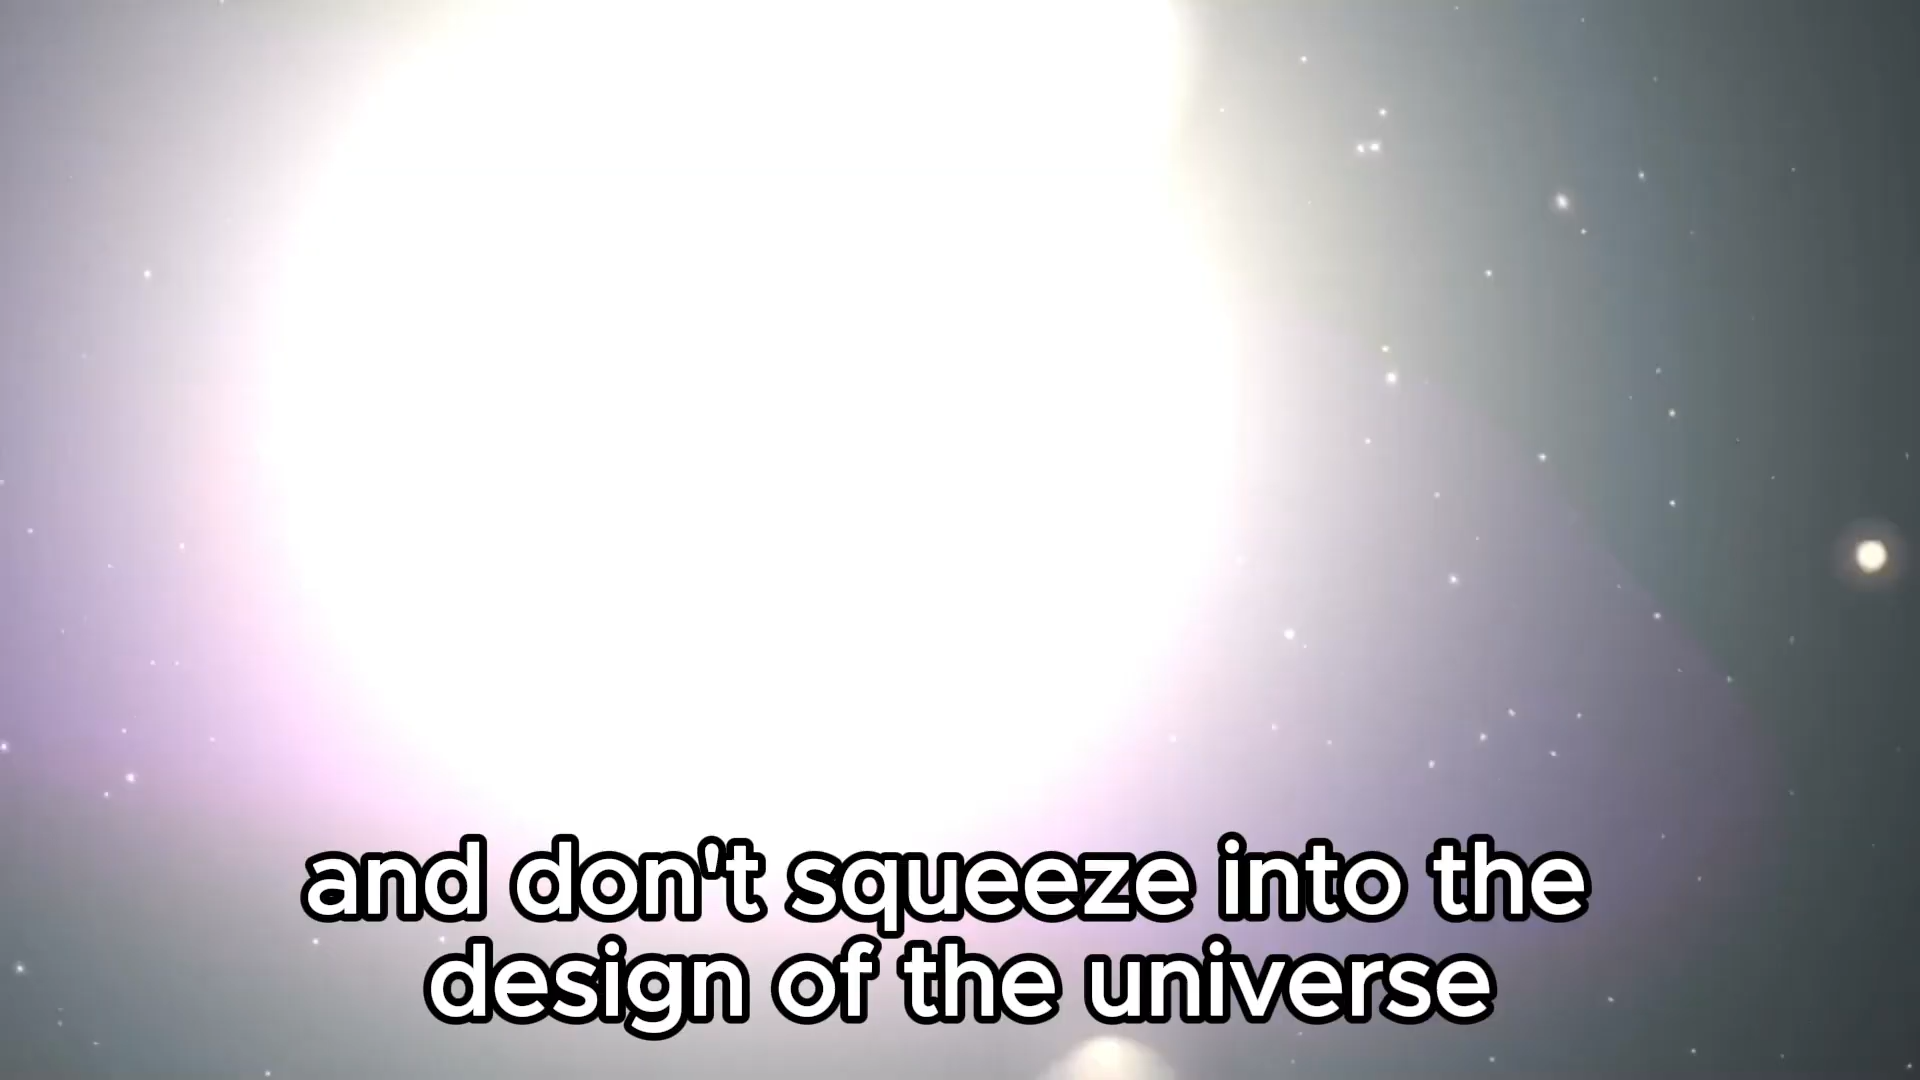 and don't squeeze into the
design of the universe